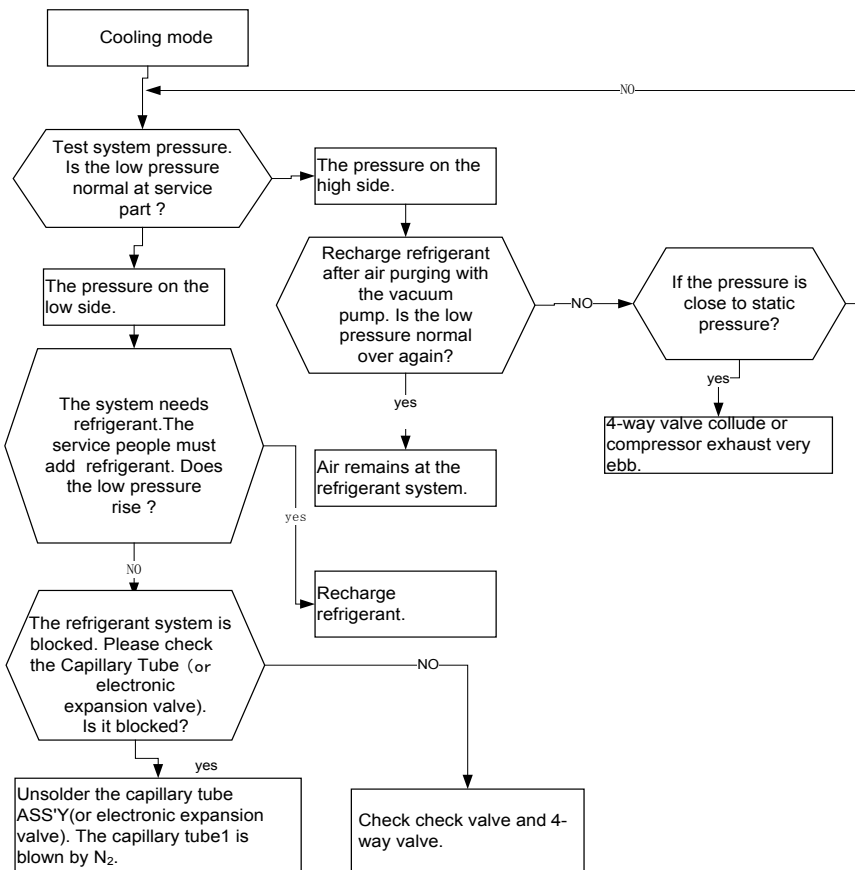 Cooling mode
NO
Test system pressure.
Is the low pressure
normal at service
part ?
The pressure on the
high side.
The pressure on the
low side.
Recharge refrigerant
after air purging with
the vacuum
pump. Is the low
pressure normal
over again?
NO
If the pressure is
close to static
pressure?
yes
4-way valve collude or
compressor exhaust very
ebb.
yes
Air remains at the
refrigerant system.
The system needs
refrigerant.The
service people must
add refrigerant. Does
the low pressure
rise ?
yes
Recharge
refrigerant.
NO
The refrigerant system is
blocked. Please check
the Capillary Tube (or
electronic
expansion valve).
Is it blocked?
NO
yes
Unsolder the capillary tube
ASS'Y(or electronic expansion
valve). The capillary tube1 is
blown by N₂.
Check check valve and 4-
way valve.